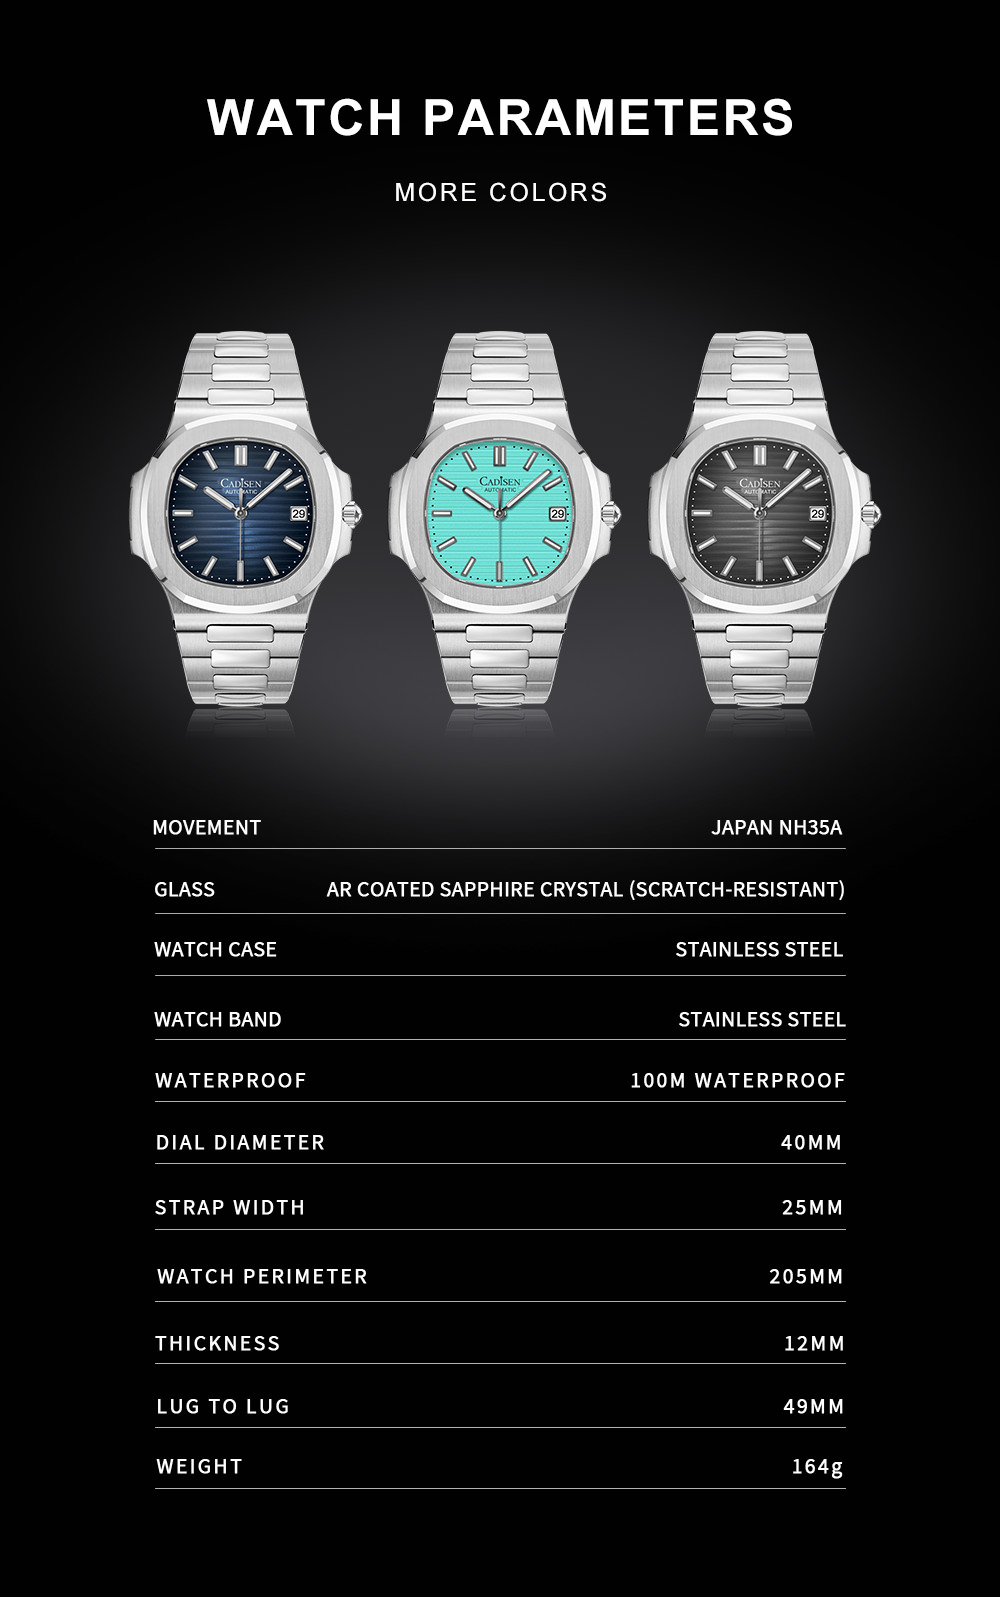 WATCH PARAMETERS
MORE COLORS
CADISEN
AUTOMATIC
29
CADISEN
AUTOMATIC
29
CADISEN
AUTOMATIC
29
MOVEMENT JAPAN NH35A
GLASS AR COATED SAPPHIRE CRYSTAL (SCRATCH-RESISTANT)
WATCH CASE STAINLESS STEEL
WATCH BAND STAINLESS STEEL
WATERPROOF 100M WATERPROOF
DIAL DIAMETER 40MM
STRAP WIDTH 25MM
WATCH PERIMETER 205MM
THICKNESS 12MM
LUG TO LUG 49MM
WEIGHT 164g